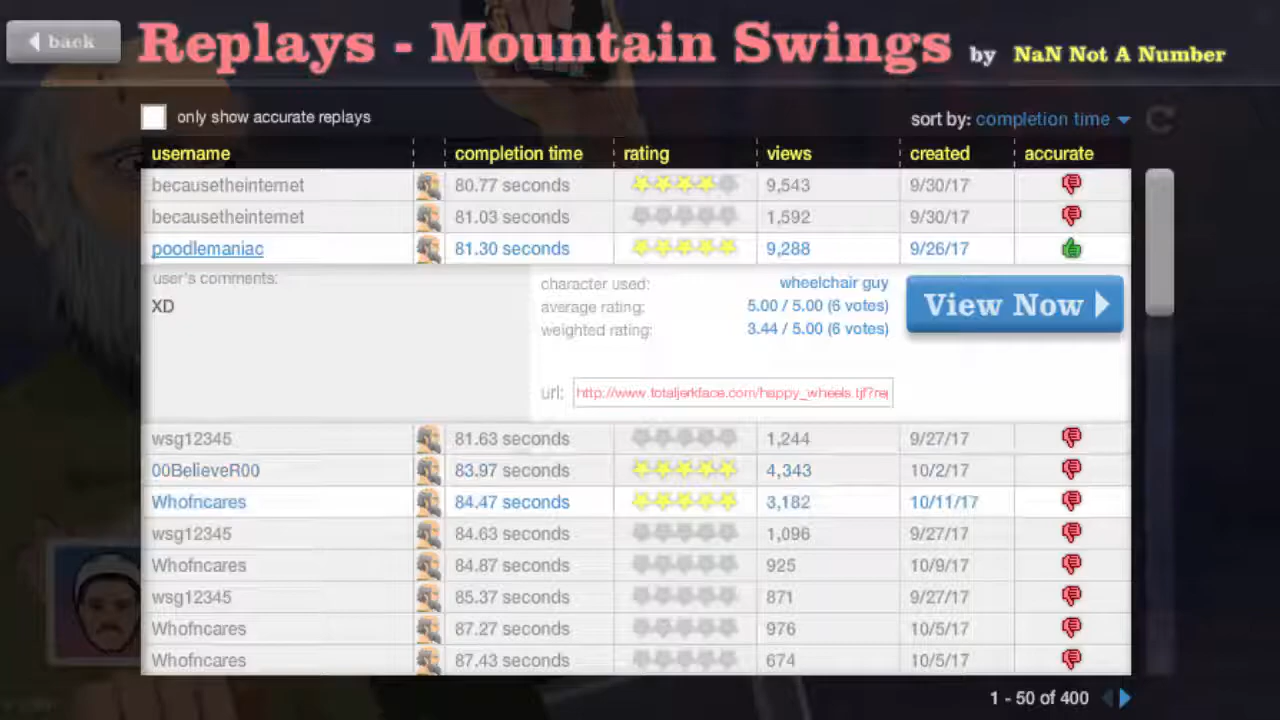 back
Replays - Mountain Swings by NaN Not A Number
only show accurate replays
sort by: completion time
username completion time rating views created accurate
becausetheinternet 80.77 seconds 9,543 9/30/17
becausetheinternet 81.03 seconds 1,592 9/30/17
poodlemaniac 81.30 seconds 9,288 9/26/17
user's comments:
XD
character used: wheelchair guy
average rating: 5.00 / 5.00 (6 votes)
weighted rating: 3.44 / 5.00 (6 votes)
View Now
url: http://www.totaljerkface.com/happy_wheels.tjf?re
wsg12345 81.63 seconds 1,244 9/27/17
00BelieveR00 83.97 seconds 4,343 10/2/17
Whofncares 84.47 seconds 3,182 10/11/17
wsg12345 84.63 seconds 1,096 9/27/17
Whofncares 84.87 seconds 925 10/9/17
wsg12345 85.37 seconds 871 9/27/17
Whofncares 87.27 seconds 976 10/5/17
Whofncares 87.43 seconds 674 10/5/17
1 - 50 of 400